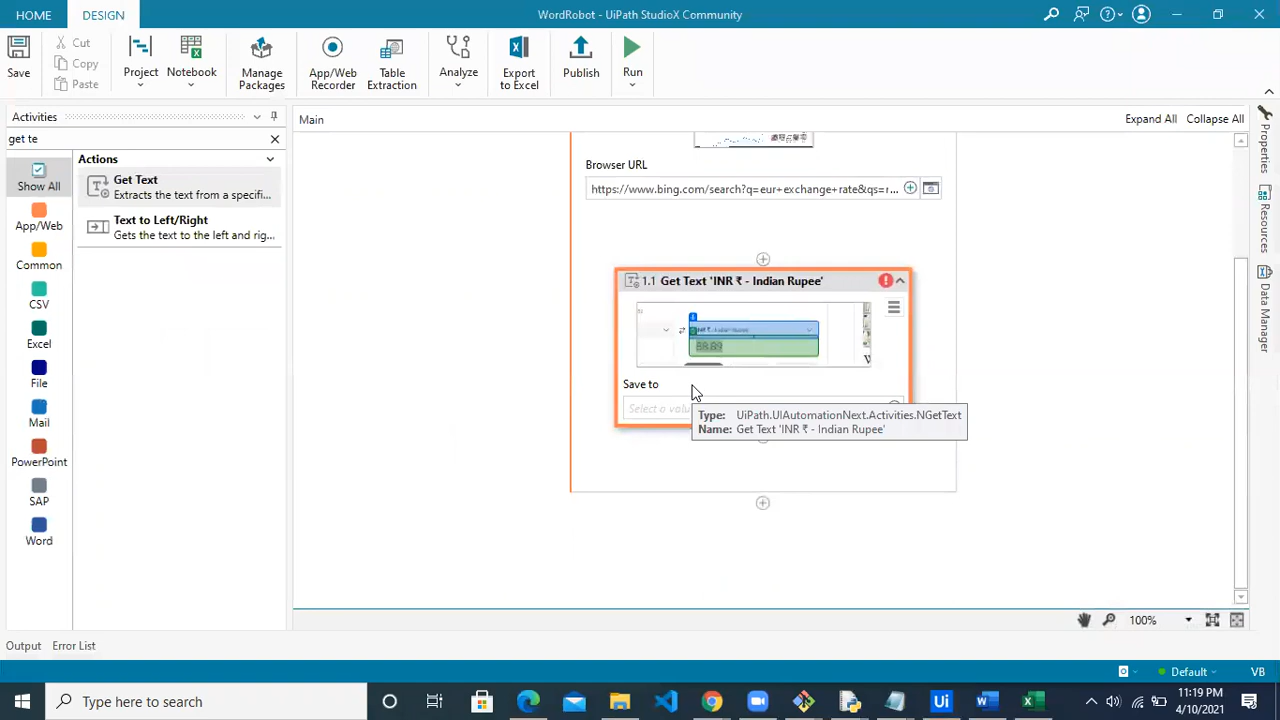 HOME
DESIGN
WordRobot - UiPath StudioX Community
Save
Cut
Copy
Paste
Project
Notebook
Manage Packages
App/Web Recorder
Table Extraction
Analyze
Export to Excel
Publish
Run
Activities
get te
Show All
App/Web
Common
CSV
Excel
File
Mail
PowerPoint
SAP
Word
Actions
Get Text
Extracts the text from a specifi...
Text to Left/Right
Gets the text to the left and rig...
Main
Expand All
Collapse All
Browser URL
https://www.bing.com/search?q=eur+exchange+rate&qs=r...
1.1 Get Text 'INR ₹ - Indian Rupee'
Save to
Select a valu
Type: UiPath.UIAutomationNext.Activities.NGetText
Name: Get Text 'INR ₹ - Indian Rupee'
100%
Properties
Resources
Data Manager
Output
Error List
Default
VB
Type here to search
11:19 PM
4/10/2021